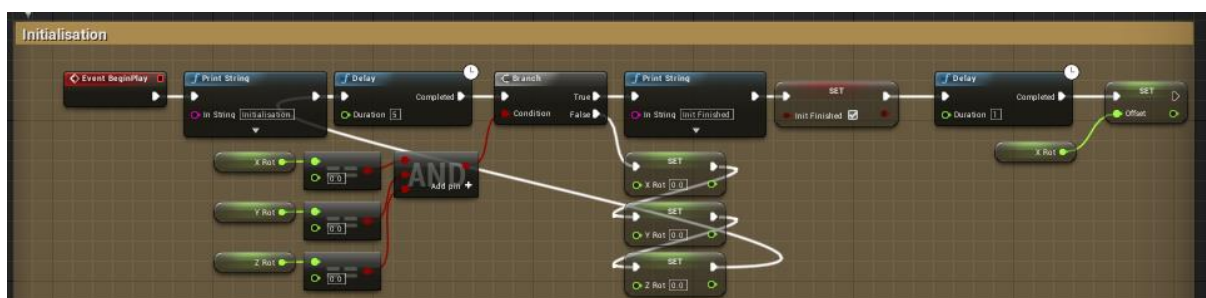 Initialisation
Event BeginPlay
Print String
In String Initialisation
Delay
Completed
Duration 5
Branch
True
Condition
False
Print String
In String Init Finished
SET
Init Finished
Delay
Completed
Duration 1
SET
Offset
X Rot
X Rot
0.0
AND
Add pin +
Y Rot
0.0
Z Rot
0.0
SET
X Rot 0.0
SET
Y Rot 0.0
SET
Z Rot 0.0